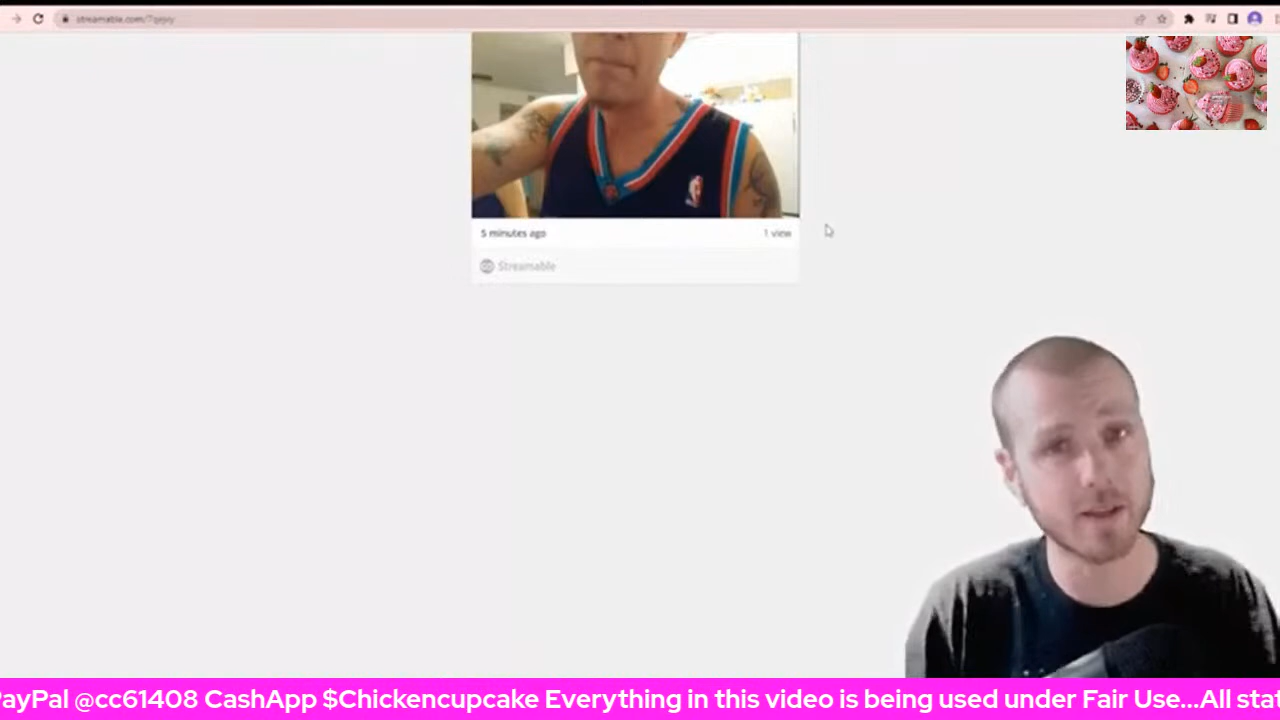 5 minutes ago
1 view
Streamable
PayPal @cc61408 CashApp $Chickencupcake Everything in this video is being used under Fair Use...All stat